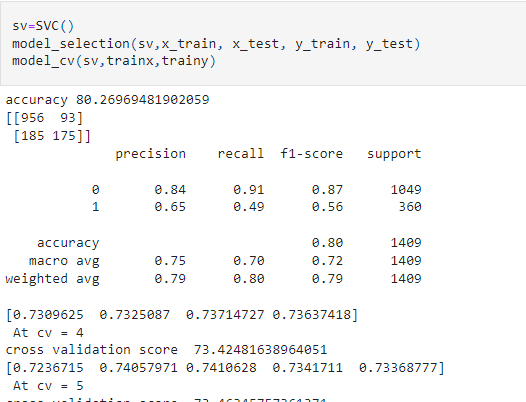 sv=SVC()
model_selection(sv,x_train, x_test, y_train, y_test)
model_cv(sv,trainx,trainy)
accuracy 80.26969481902059
[[956  93]
 [185 175]]
precision    recall  f1-score   support
0       0.84      0.91      0.87      1049
1       0.65      0.49      0.56       360
accuracy                           0.80      1409
macro avg       0.75      0.70      0.72      1409
weighted avg       0.79      0.80      0.79      1409
[0.7309625  0.7325087  0.73714727 0.73637418]
At cv = 4
cross validation score  73.42481638964051
[0.7236715  0.74057971 0.7410628  0.7341711  0.73368777]
At cv = 5
cross validation score